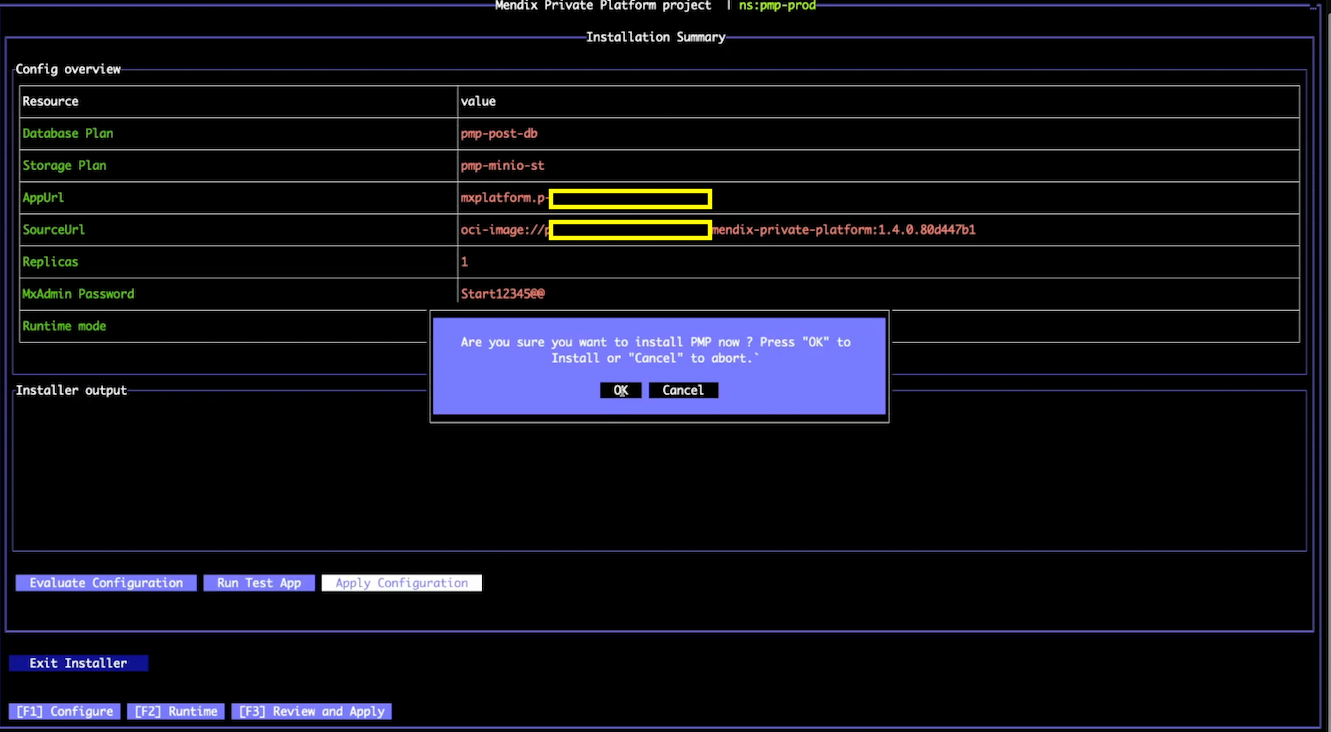 Mendix Private Platform project | ns:pmp-prod
Installation Summary
Config overview
Resource value
Database Plan pmp-post-db
Storage Plan pmp-minio-st
AppUrl mxplatform.p-
SourceUrl oci-image://p mendix-private-platform:1.4.0.80d447b1
Replicas 1
MxAdmin Password Start12345@@
Runtime mode
Are you sure you want to install PMP now ? Press "OK" to
Install or "Cancel" to abort.`
OK Cancel
Installer output
Evaluate Configuration Run Test App Apply Configuration
Exit Installer
[F1] Configure [F2] Runtime [F3] Review and Apply